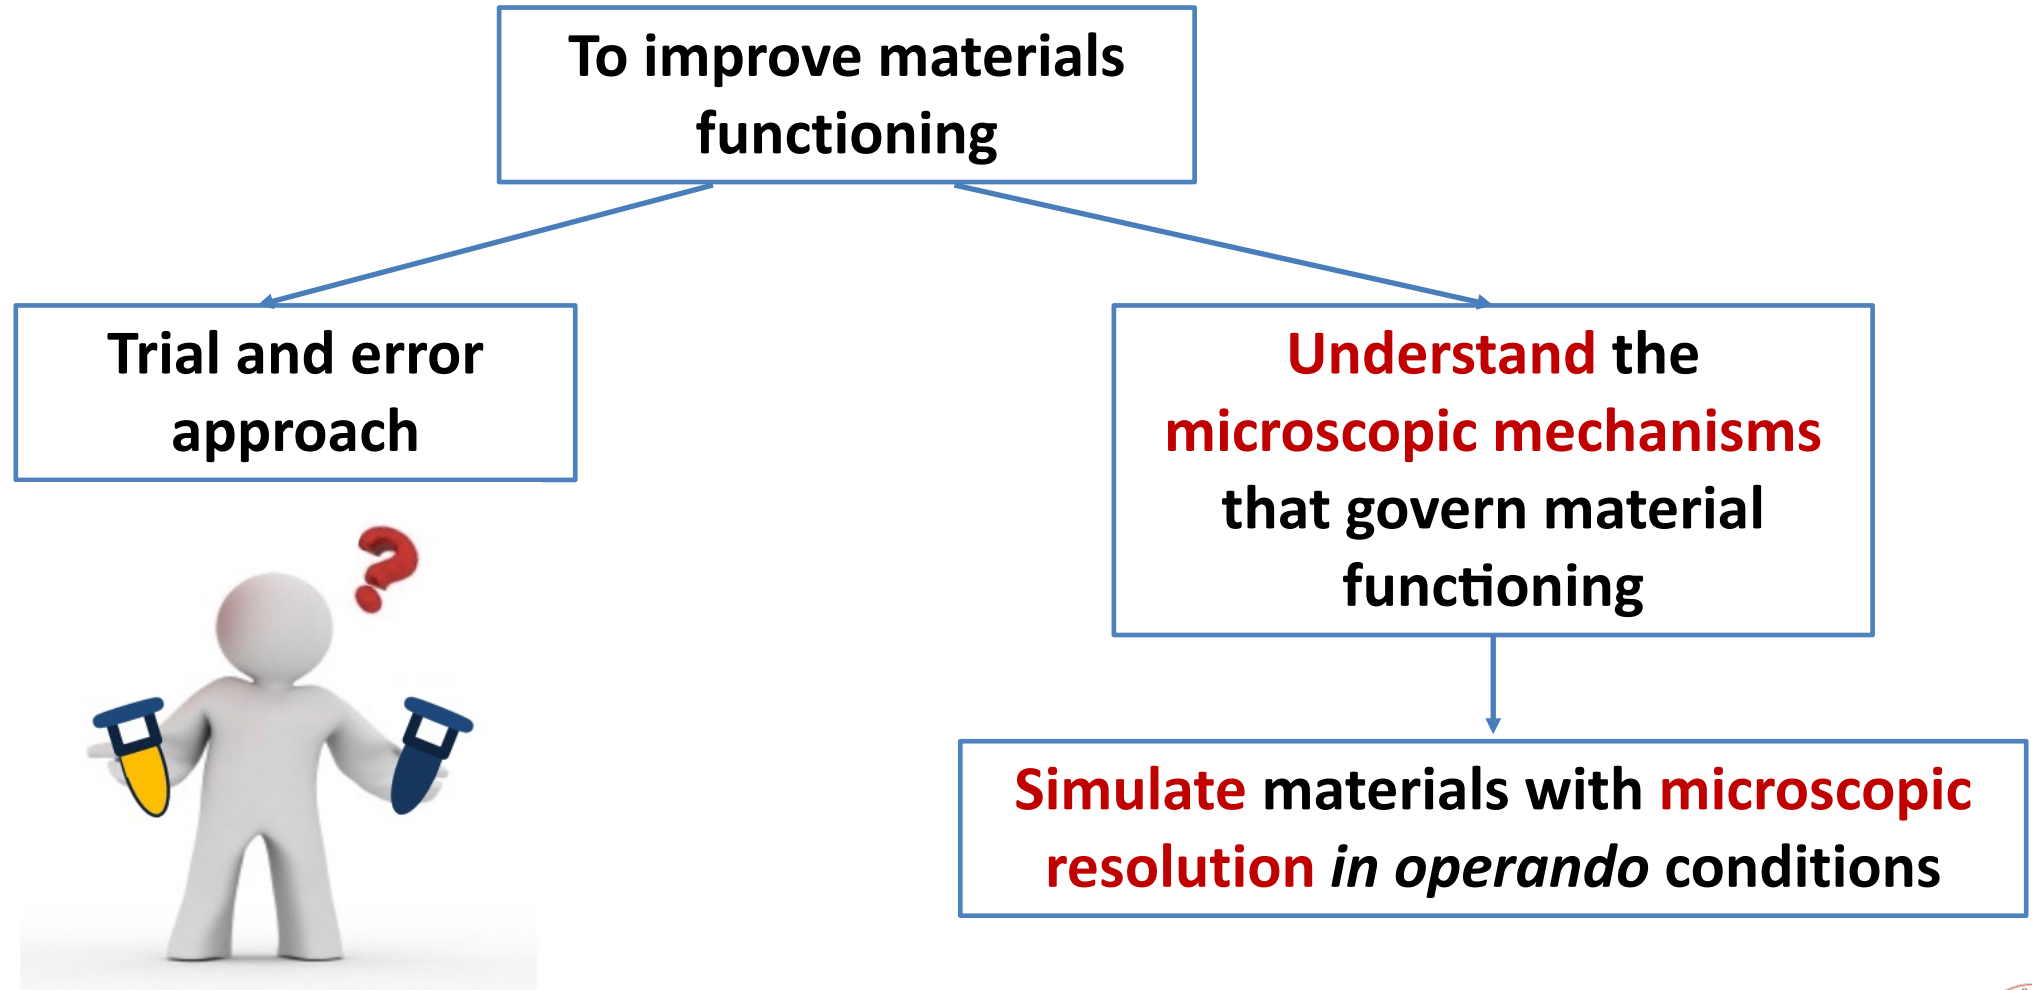 To improve materials
functioning
Trial and error
approach
Understand the
microscopic mechanisms
that govern material
functioning
Simulate materials with microscopic
resolution in operando conditions